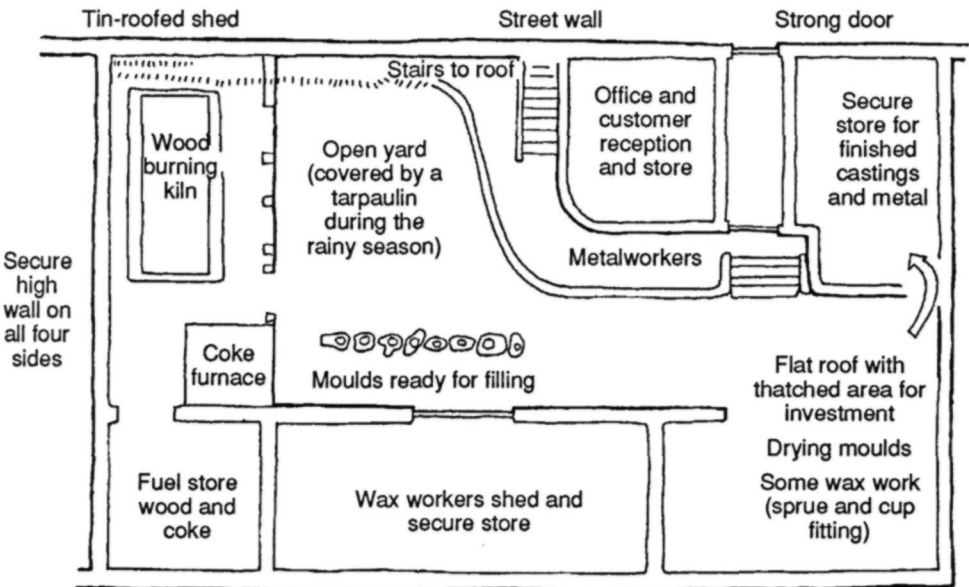 Tin-roofed shed
Street wall
Strong door
Stairs to roof
Wood
burning
kiln
Open yard
(covered by a
tarpaulin
during the
rainy season)
Office and
customer
reception
and store
Secure
store for
finished
castings
and metal
Metalworkers
Secure
high
wall on
all four
sides
Coke
furnace
Moulds ready for filling
Flat roof with
thatched area for
investment
Drying moulds
Some wax work
(sprue and cup
fitting)
Fuel store
wood and
coke
Wax workers shed and
secure store